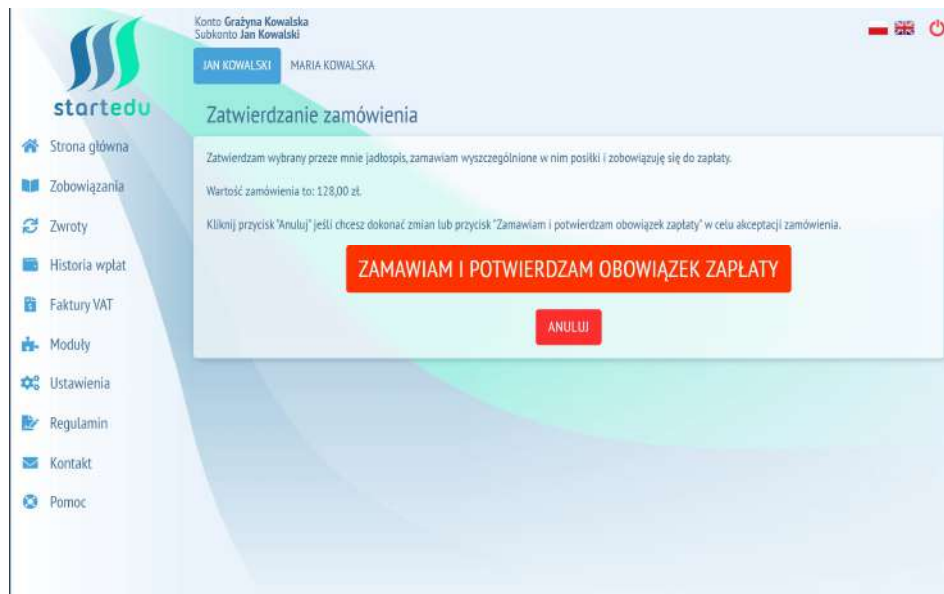 startedu
Konto Grażyna Kowalska
Subkonto Jan Kowalski
JAN KOWALSKI
MARIA KOWALSKA
Zatwierdzanie zamówienia
Strona główna
Zobowiązania
Zwroty
Historia wpłat
Faktury VAT
Moduły
Ustawienia
Regulamin
Kontakt
Pomoc
Zatwierdzam wybrany przeze mnie jadłospis, zamawiam wyszczególnione w nim posiłki i zobowiązuję się do zapłaty.
Wartość zamówienia to: 128,00 zł.
Kliknij przycisk "Anuluj" jeśli chcesz dokonać zmian lub przycisk "Zamawiam i potwierdzam obowiązek zapłaty" w celu akceptacji zamówienia.
ZAMAWIAM I POTWIERDZAM OBOWIĄZEK ZAPŁATY
ANULUJ